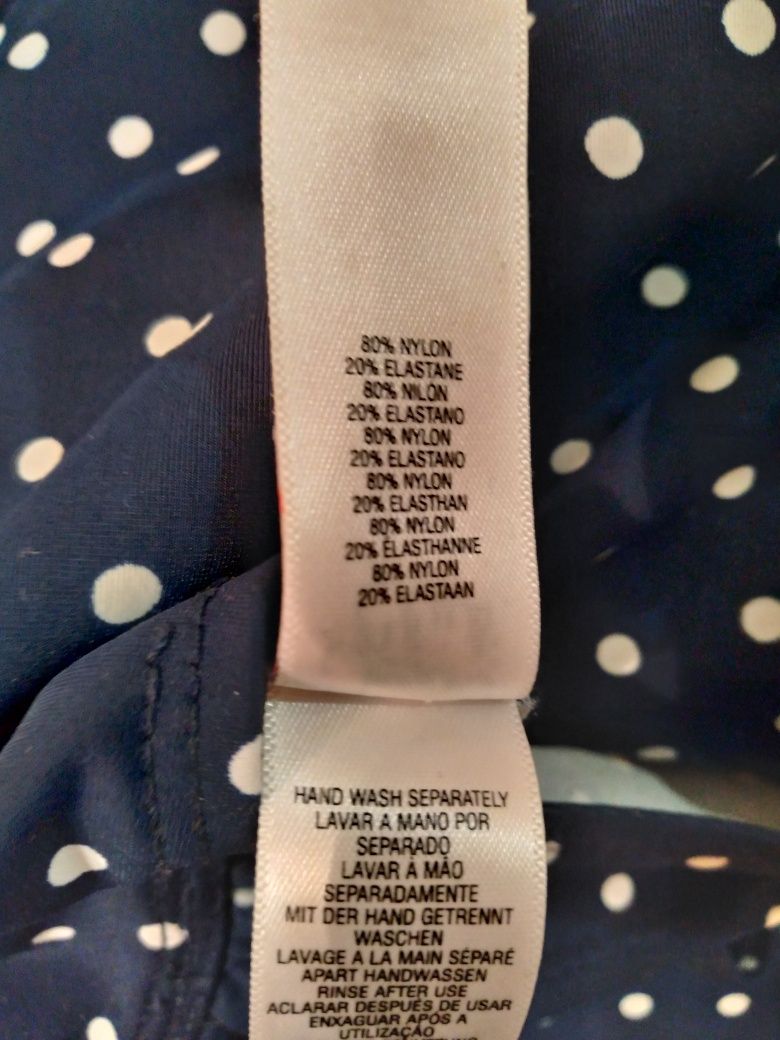 80% NYLON
20% ELASTANE
80% NILON
20% ELASTANO
80% NYLON
20% ELASTANO
80% NYLON
20% ELASTHAN
80% NYLON
20% ÉLASTHANNE
80% NYLON
20% ELASTAAN
HAND WASH SEPARATELY
LAVAR A MANO POR
SEPARADO
LAVAR À MÃO
SEPARADAMENTE
MIT DER HAND GETRENNT
WASCHEN
LAVAGE A LA MAIN SÉPARÉ
APART HANDWASSEN
RINSE AFTER USE
ACLARAR DESPUÉS DE USAR
ENXAGUAR APÓS A
UTILIZAÇÃO